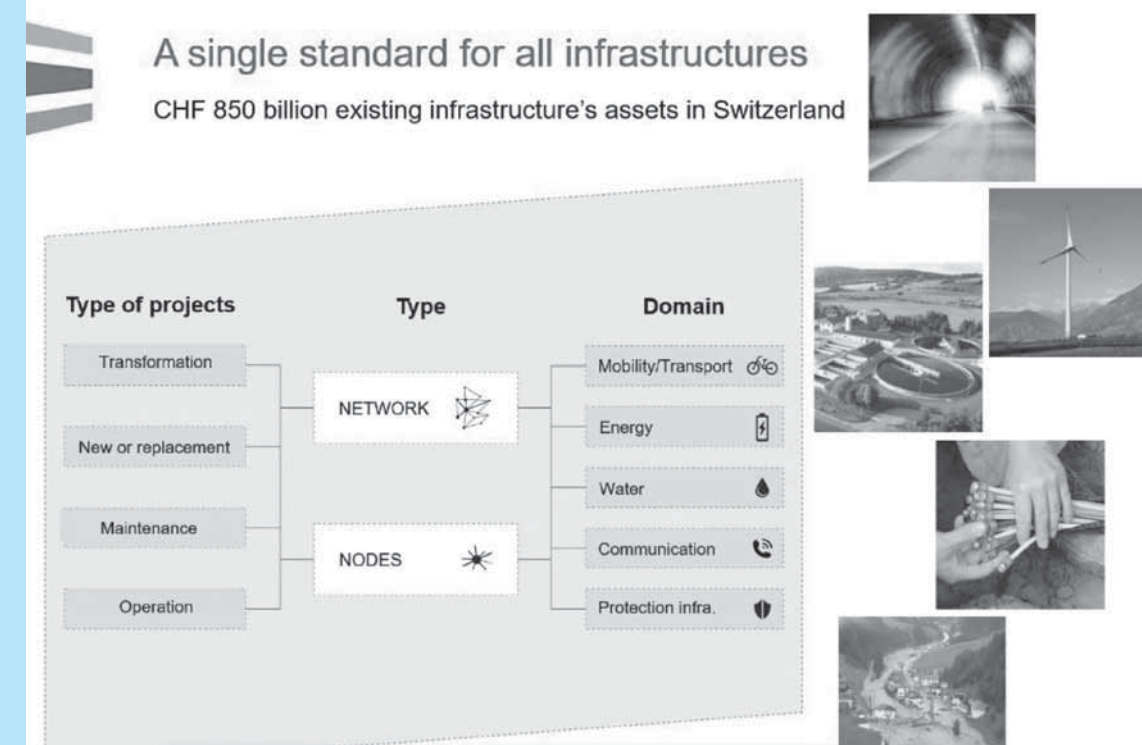 A single standard for all infrastructures
CHF 850 billion existing infrastructure's assets in Switzerland
Type of projects
Transformation
New or replacement
Maintenance
Operation
Type
NETWORK
NODES
Domain
Mobility/Transport
Energy
Water
Communication
Protection infra.